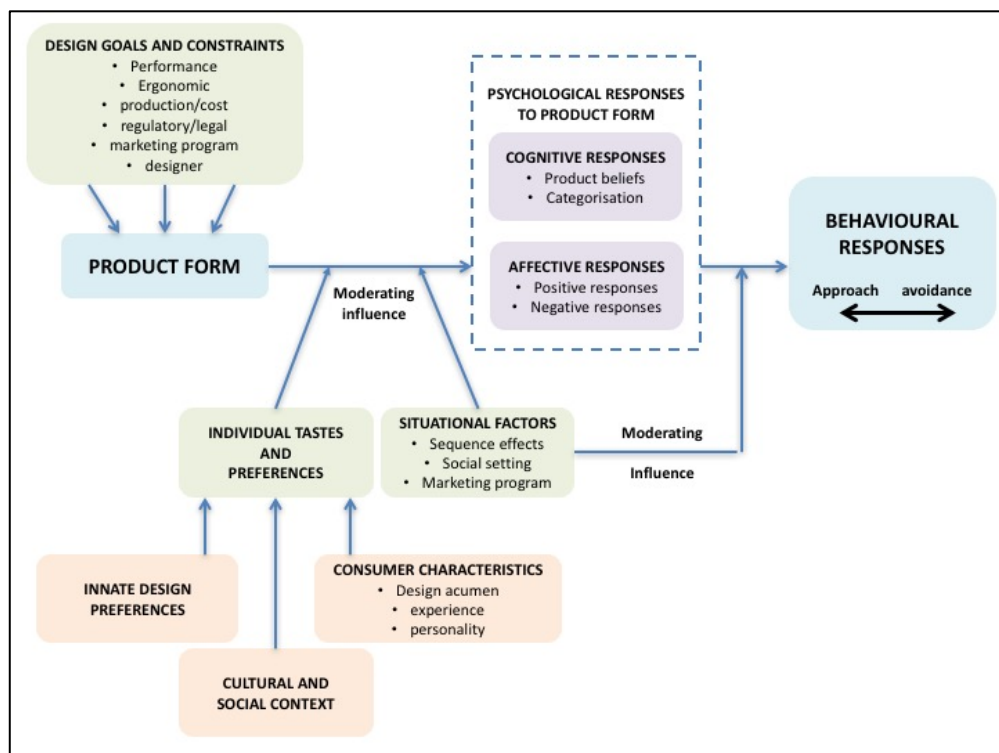 DESIGN GOALS AND CONSTRAINTS
• Performance
• Ergonomic
• production/cost
• regulatory/legal
• marketing program
• designer
PRODUCT FORM
Moderating
influence
PSYCHOLOGICAL RESPONSES
TO PRODUCT FORM
COGNITIVE RESPONSES
• Product beliefs
• Categorisation
AFFECTIVE RESPONSES
• Positive responses
• Negative responses
BEHAVIOURAL
RESPONSES
Approach avoidance
INDIVIDUAL TASTES
AND
PREFERENCES
SITUATIONAL FACTORS
• Sequence effects
• Social setting
• Marketing program
Moderating
Influence
INNATE DESIGN
PREFERENCES
CONSUMER CHARACTERISTICS
• Design acumen
• experience
• personality
CULTURAL AND
SOCIAL CONTEXT